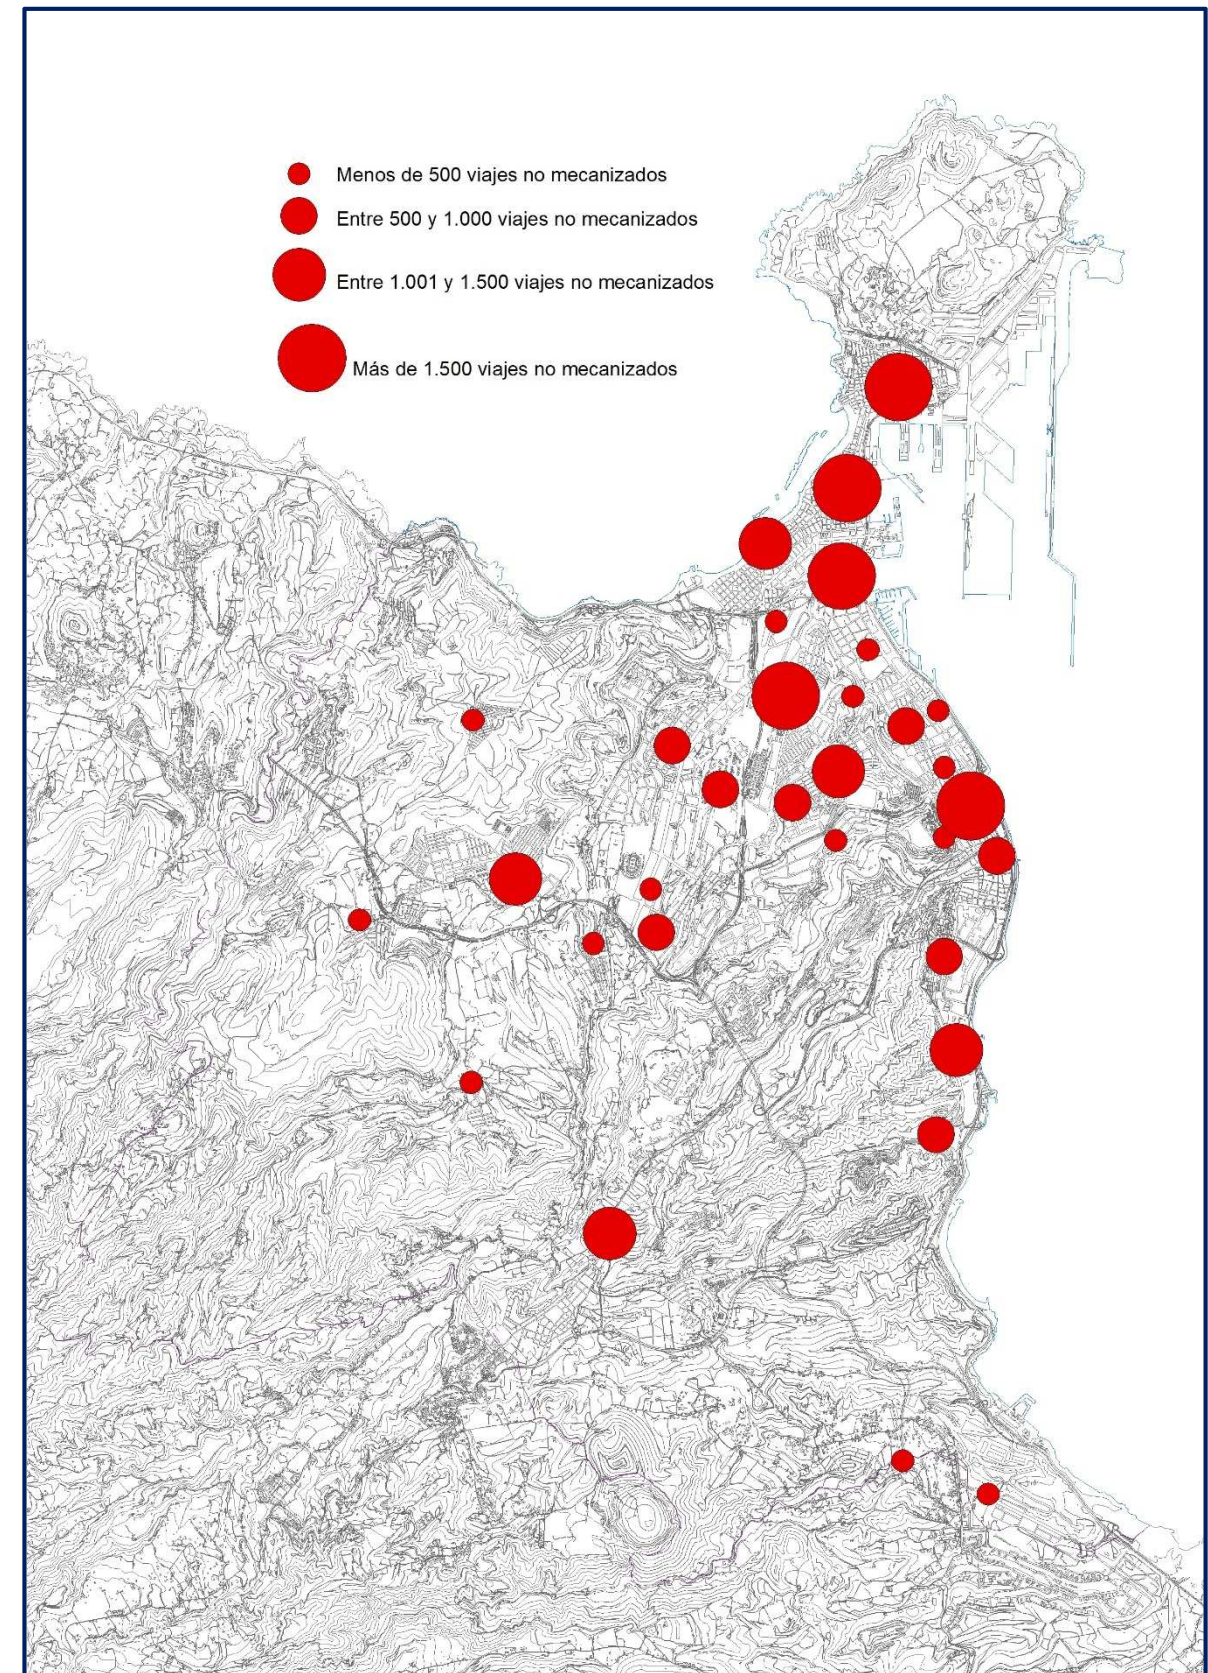 Menos de 500 viajes no mecanizados
Entre 500 y 1.000 viajes no mecanizados
Entre 1.001 y 1.500 viajes no mecanizados
Más de 1.500 viajes no mecanizados